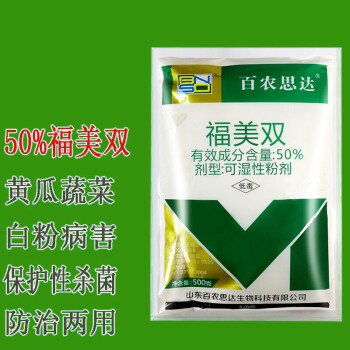 50%福美双
黄瓜蔬菜
白粉病害
保护性杀菌
防治两用
BN
SD
百农思达®
福美双
有效成分含量:50%
剂型:可湿性粉剂
低毒
净含量:500克
山东百农思达生物科技有限公司